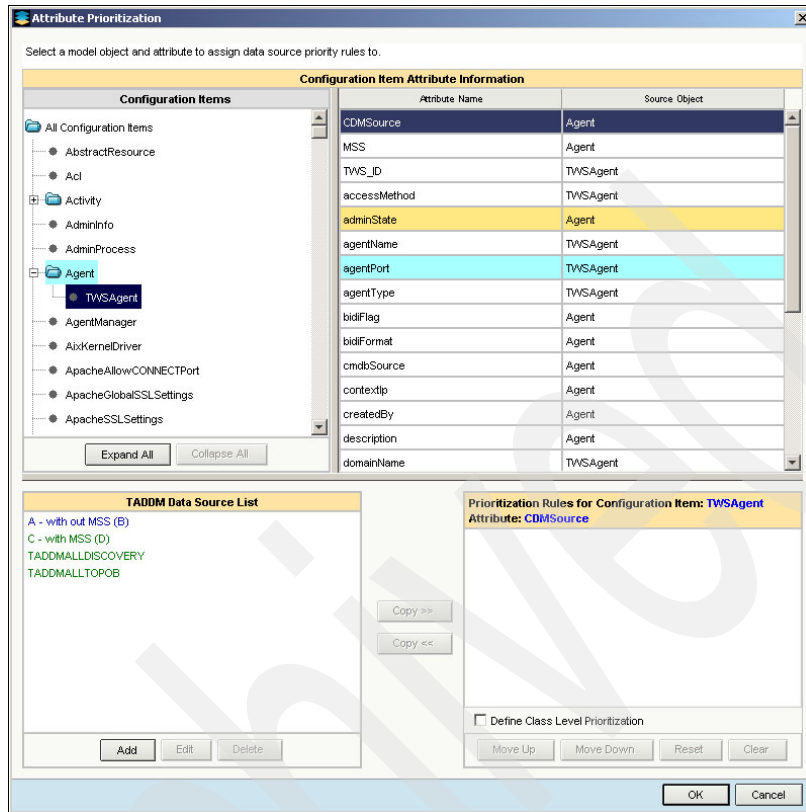 Attribute Prioritization
Select a model object and attribute to assign data source priority rules to.
Configuration Item Attribute Information
Configuration Items
All Configuration Items
AbstractResource
Acl
Activity
AdminInfo
AdminProcess
Agent
TWSAgent
AgentManager
AixKernelDriver
ApacheAllowCONNECTPort
ApacheGlobalSSLSettings
ApacheSSLSettings
Expand All Collapse All
Attribute Name Source Object
CDMSource Agent
MSS Agent
TWS_ID TWSAgent
accessMethod TWSAgent
adminState Agent
agentName TWSAgent
agentPort TWSAgent
agentType TWSAgent
bidiFlag Agent
bidiFormat Agent
cmdbSource Agent
contextIp Agent
createdBy Agent
description Agent
domainName TWSAgent
TADDM Data Source List
A - with out MSS (B)
C - with MSS (D)
TADDMALLDISCOVERY
TADDMALLTOPOB
Add Edit Delete
Copy >>
Copy <<
Prioritization Rules for Configuration Item: TWSAgent
Attribute: CDMSource
Define Class Level Prioritization
Move Up Move Down Reset Clear
OK Cancel